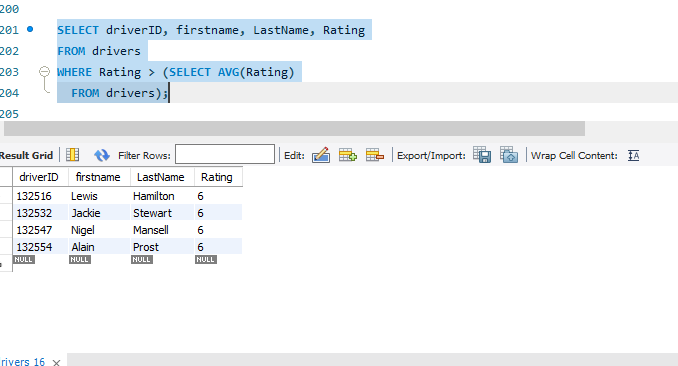 200
201 SELECT driverID, firstname, LastName, Rating
202 FROM drivers
203 WHERE Rating > (SELECT AVG(Rating)
204 FROM drivers);
205
Result Grid Filter Rows: Edit: Export/Import: Wrap Cell Content: IA
driverID firstname LastName Rating
132516 Lewis Hamilton 6
132532 Jackie Stewart 6
132547 Nigel Mansell 6
132554 Alain Prost 6
NULL NULL NULL NULL
rivers 16